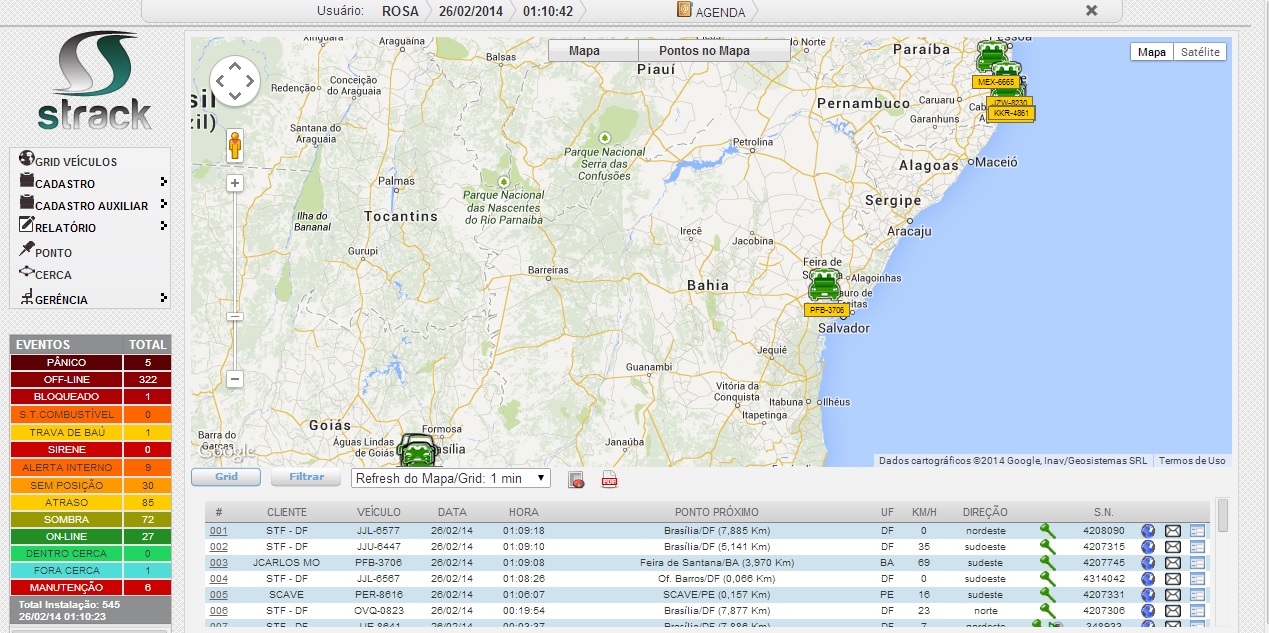 Usuário: ROSA 26/02/2014 01:10:42 AGENDA
strack
GRID VEÍCULOS
CADASTRO
CADASTRO AUXILIAR
RELATÓRIO
PONTO
CERCA
GERÊNCIA
EVENTOS TOTAL
PÂNICO 5
OFF-LINE 322
BLOQUEADO 1
S.T.COMBUSTÍVEL 0
TRAVA DE BAÚ 1
SIRENE 0
ALERTA INTERNO 9
SEM POSIÇÃO 30
ATRASO 85
SOMBRA 72
ON-LINE 27
DENTRO CERCA 0
FORA CERCA 1
MANUTENÇÃO 6
Total Instalação: 545
26/02/14 01:10:23
Mapa Pontos no Mapa
Mapa Satélite
Xinguara
Araguaína
Balsas
do Norte
Piauí
Paraíba
Redenção
Conceição
do Araguaia
Pernambuco
Caruaru
Garanhuns
MEX-6665
JZW-8230
KKR-4861
Santana do
Araguaia
Parque Nacional
Serra das
Confusões
Petrolina
Alagoas
Maceió
Palmas
Parque Nacional
das Nascentes
do Rio Parnaíba
Sergipe
Aracaju
Ilha do
Bananal
Tocantins
Gurupi
Irecê
Jacobina
Barreiras
Feira de
Alagoinhas
Bahia
auro de
eitas
PFB-3706
Salvador
Jequié
Guanambi
Vitória da
Conquista
Itabuna
Ilhéus
Itapetinga
Goiás
Formosa
Barra do
Garças
Águas Lindas
de Goiás
asília
Janaúba
Google
Dados cartográficos ©2014 Google, Inav/Geosistemas SRL Termos de Uso
Grid Filtrar Refresh do Mapa/Grid: 1 min PDF
# CLIENTE VEÍCULO DATA HORA PONTO PRÓXIMO UF KM/H DIREÇÃO S.N.
001 STF - DF JJL-6577 26/02/14 01:09:18 Brasília/DF (7,885 Km) DF 0 nordeste 4208090
002 STF - DF JJU-6447 26/02/14 01:09:10 Brasília/DF (5,141 Km) DF 35 sudoeste 4207315
003 JCARLOS MO PFB-3706 26/02/14 01:09:08 Feira de Santana/BA (3,970 Km) BA 69 sudeste 4207745
004 STF - DF JJL-6567 26/02/14 01:08:26 Of. Barros/DF (0,066 Km) DF 0 sudoeste 4314042
005 SCAVE PER-8616 26/02/14 01:06:07 SCAVE/PE (0,157 Km) PE 16 sudeste 4207331
006 STF - DF OVQ-0823 26/02/14 00:19:54 Brasília/DF (7,877 Km) DF 23 norte 4207306
007 STF - DF JJE-8641 26/02/14 00:03:37 Brasília/DF (7,886 Km) DF 7 nordeste 348932